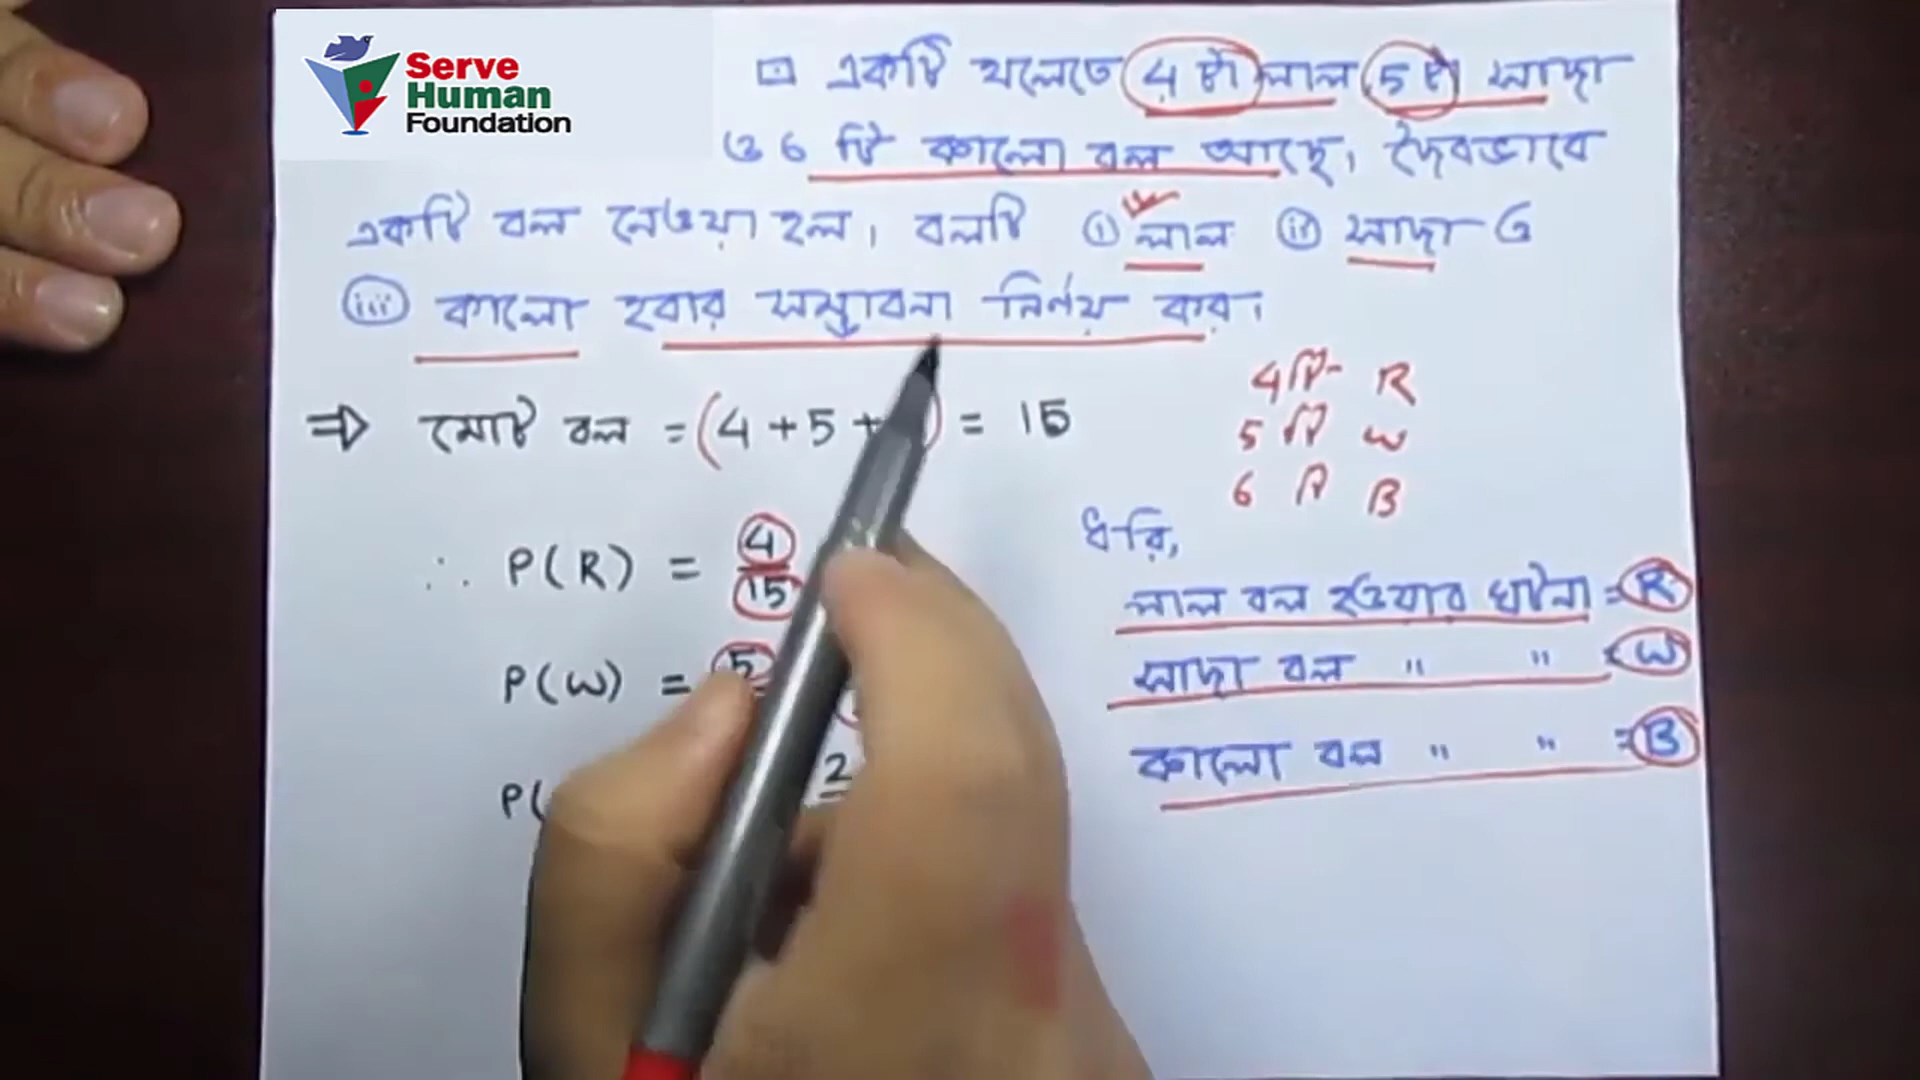 Serve
Human
Foundation
একটি থলেতে 4 টা লাল 5 টা সাদা
ও 6 টি কালো বল আছে। দৈবভাবে
একটি বল নেওয়া হল। বলটি (i) লাল (ii) সাদা ও
(iii) কালো হবার সম্ভাবনা নির্ণয় কর।
⇒ মোট বল = (4 + 5 + ) = 15
4 টি - R
5 টি W
6 টি B
∴ P(R) = 4/15
P(W) = 5
P( 2
ধরি,
লাল বল হওয়ার ঘটনা = R
সাদা বল " " = W
কালো বল " " = B